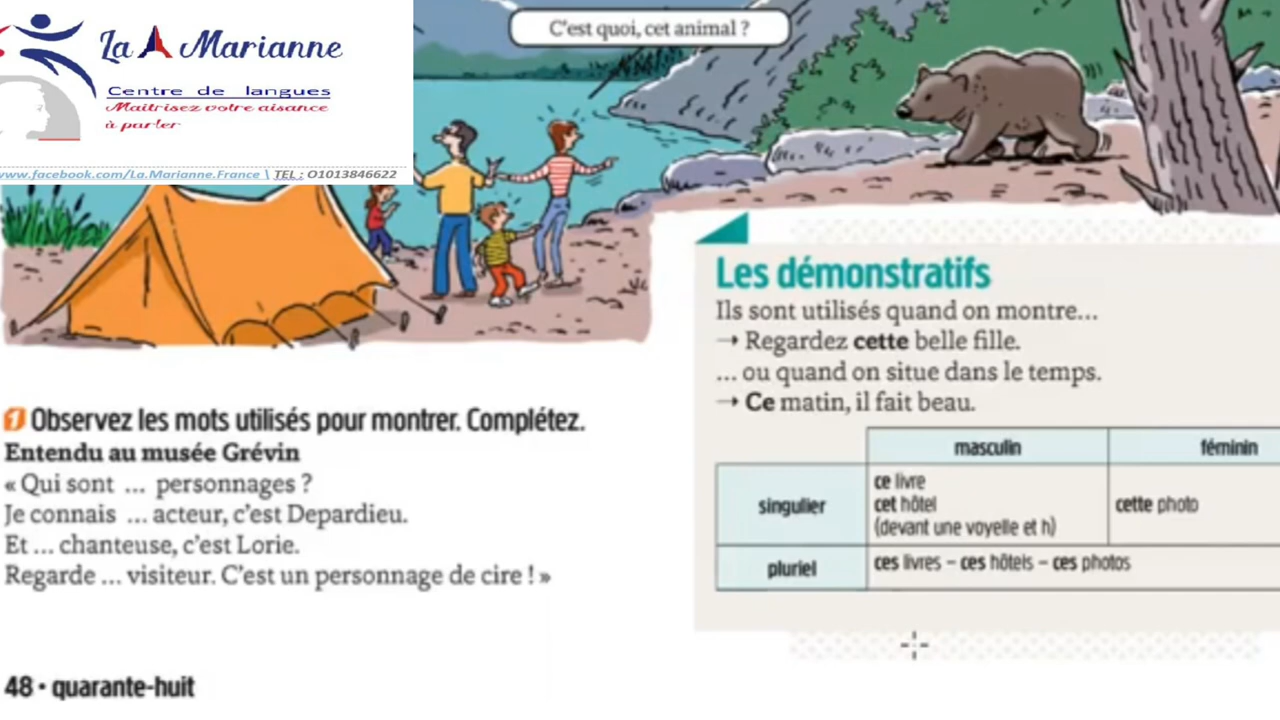 La Marianne
Centre de langues
Maîtrisez votre aisance
à parler
www.facebook.com/La.Marianne.France \ TEL : O1013846622
C'est quoi, cet animal ?
Les démonstratifs
Ils sont utilisés quand on montre...
→ Regardez cette belle fille.
... ou quand on situe dans le temps.
→ Ce matin, il fait beau.
masculin féminin
singulier
ce livre
cet hôtel
(devant une voyelle et h)
cette photo
pluriel
ces livres – ces hôtels – ces photos
1 Observez les mots utilisés pour montrer. Complétez.
Entendu au musée Grévin
« Qui sont ... personnages ?
Je connais ... acteur, c'est Depardieu.
Et ... chanteuse, c'est Lorie.
Regarde ... visiteur. C'est un personnage de cire ! »
48 • quarante-huit